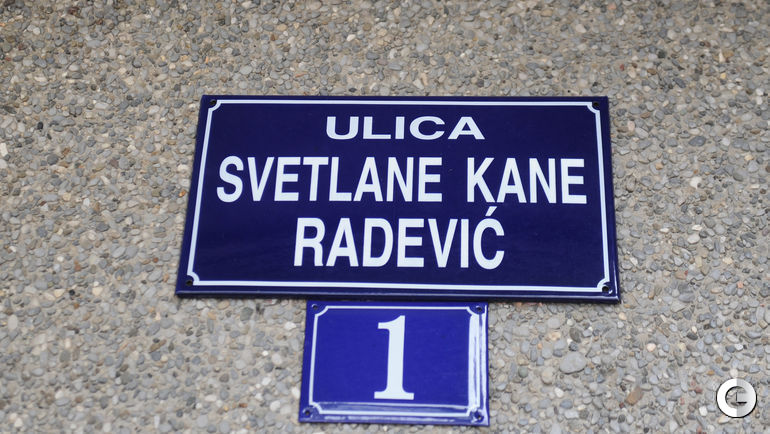 ULICA
SVETLANE KANE
RADEVIĆ
1